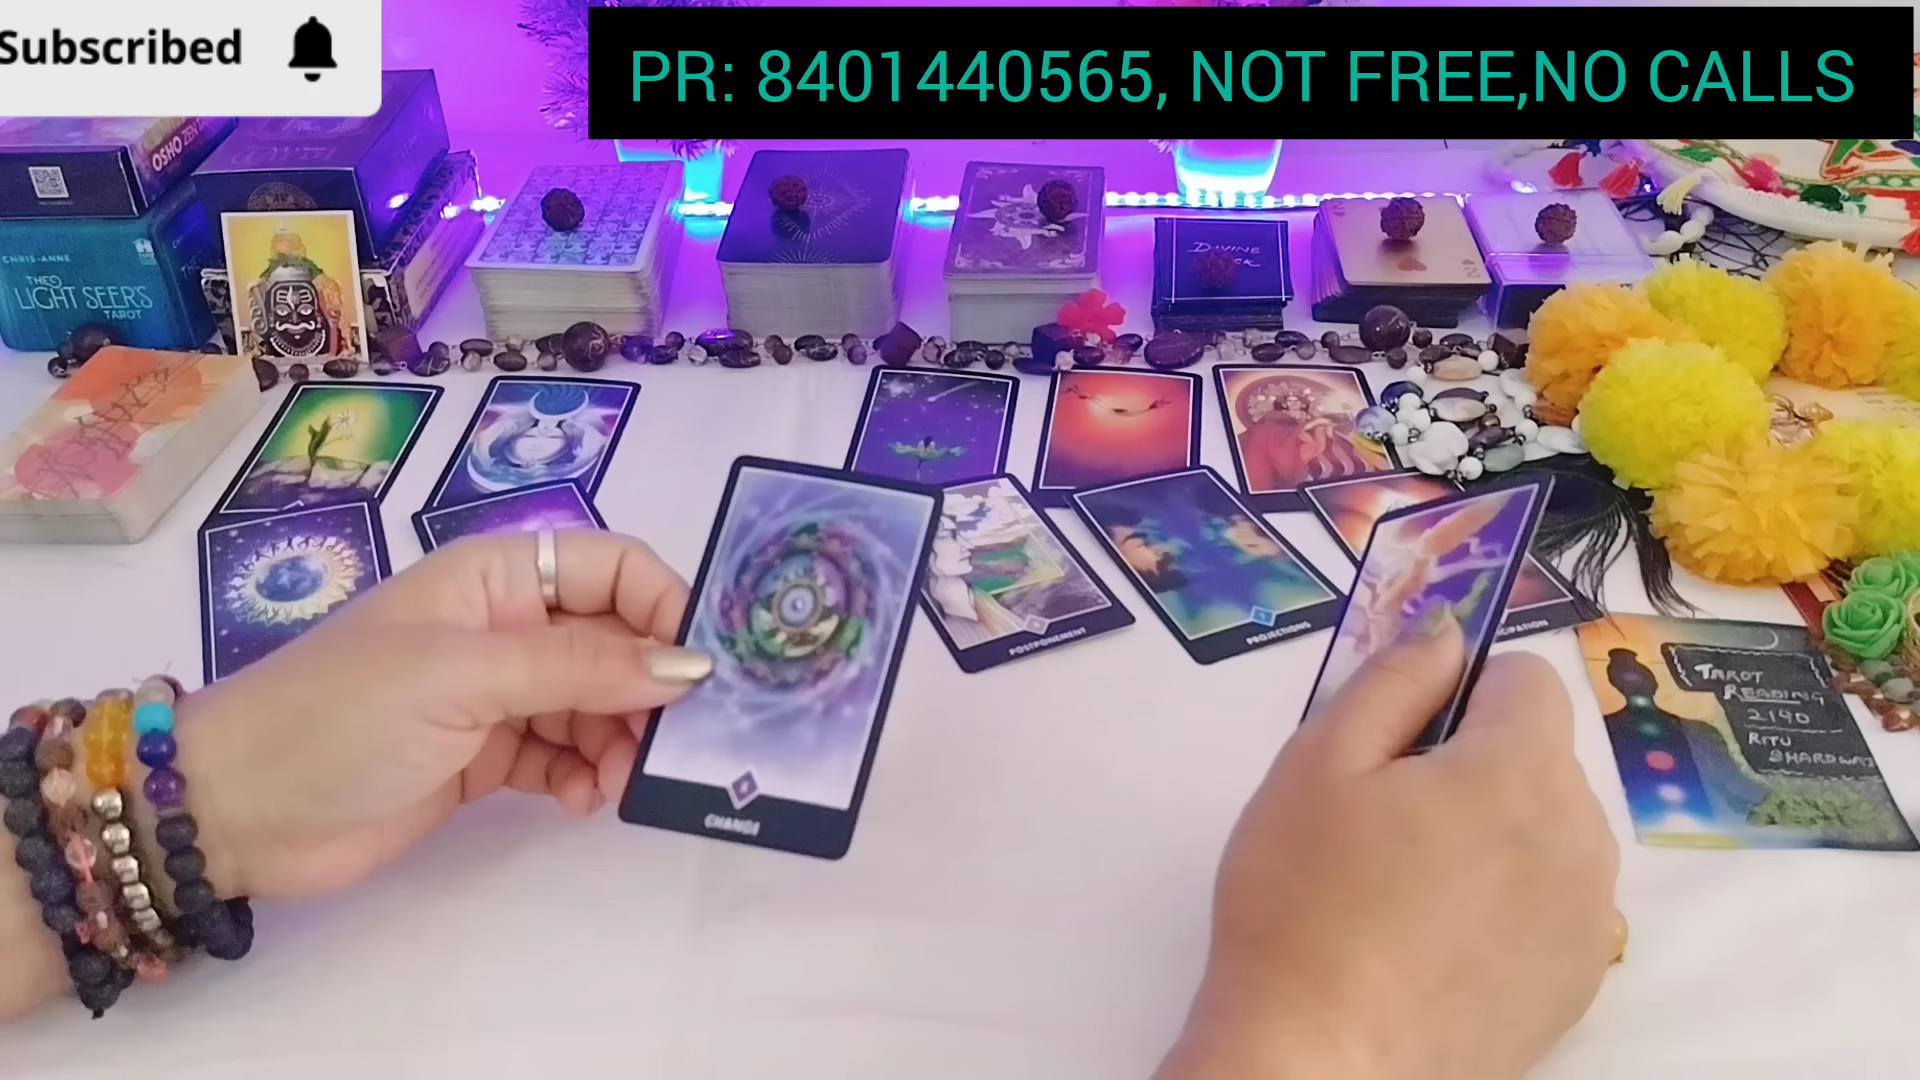 Subscribed
PR: 8401440565, NOT FREE,NO CALLS
OSHO ZEN
CHRIS-ANNE
THE
LIGHT SEER'S
TAROT
DIVINE
POSTPONEMENT
PROJECTIONS
CHANGE
TAROT
READING
2190
RITU
BHARDWAJ